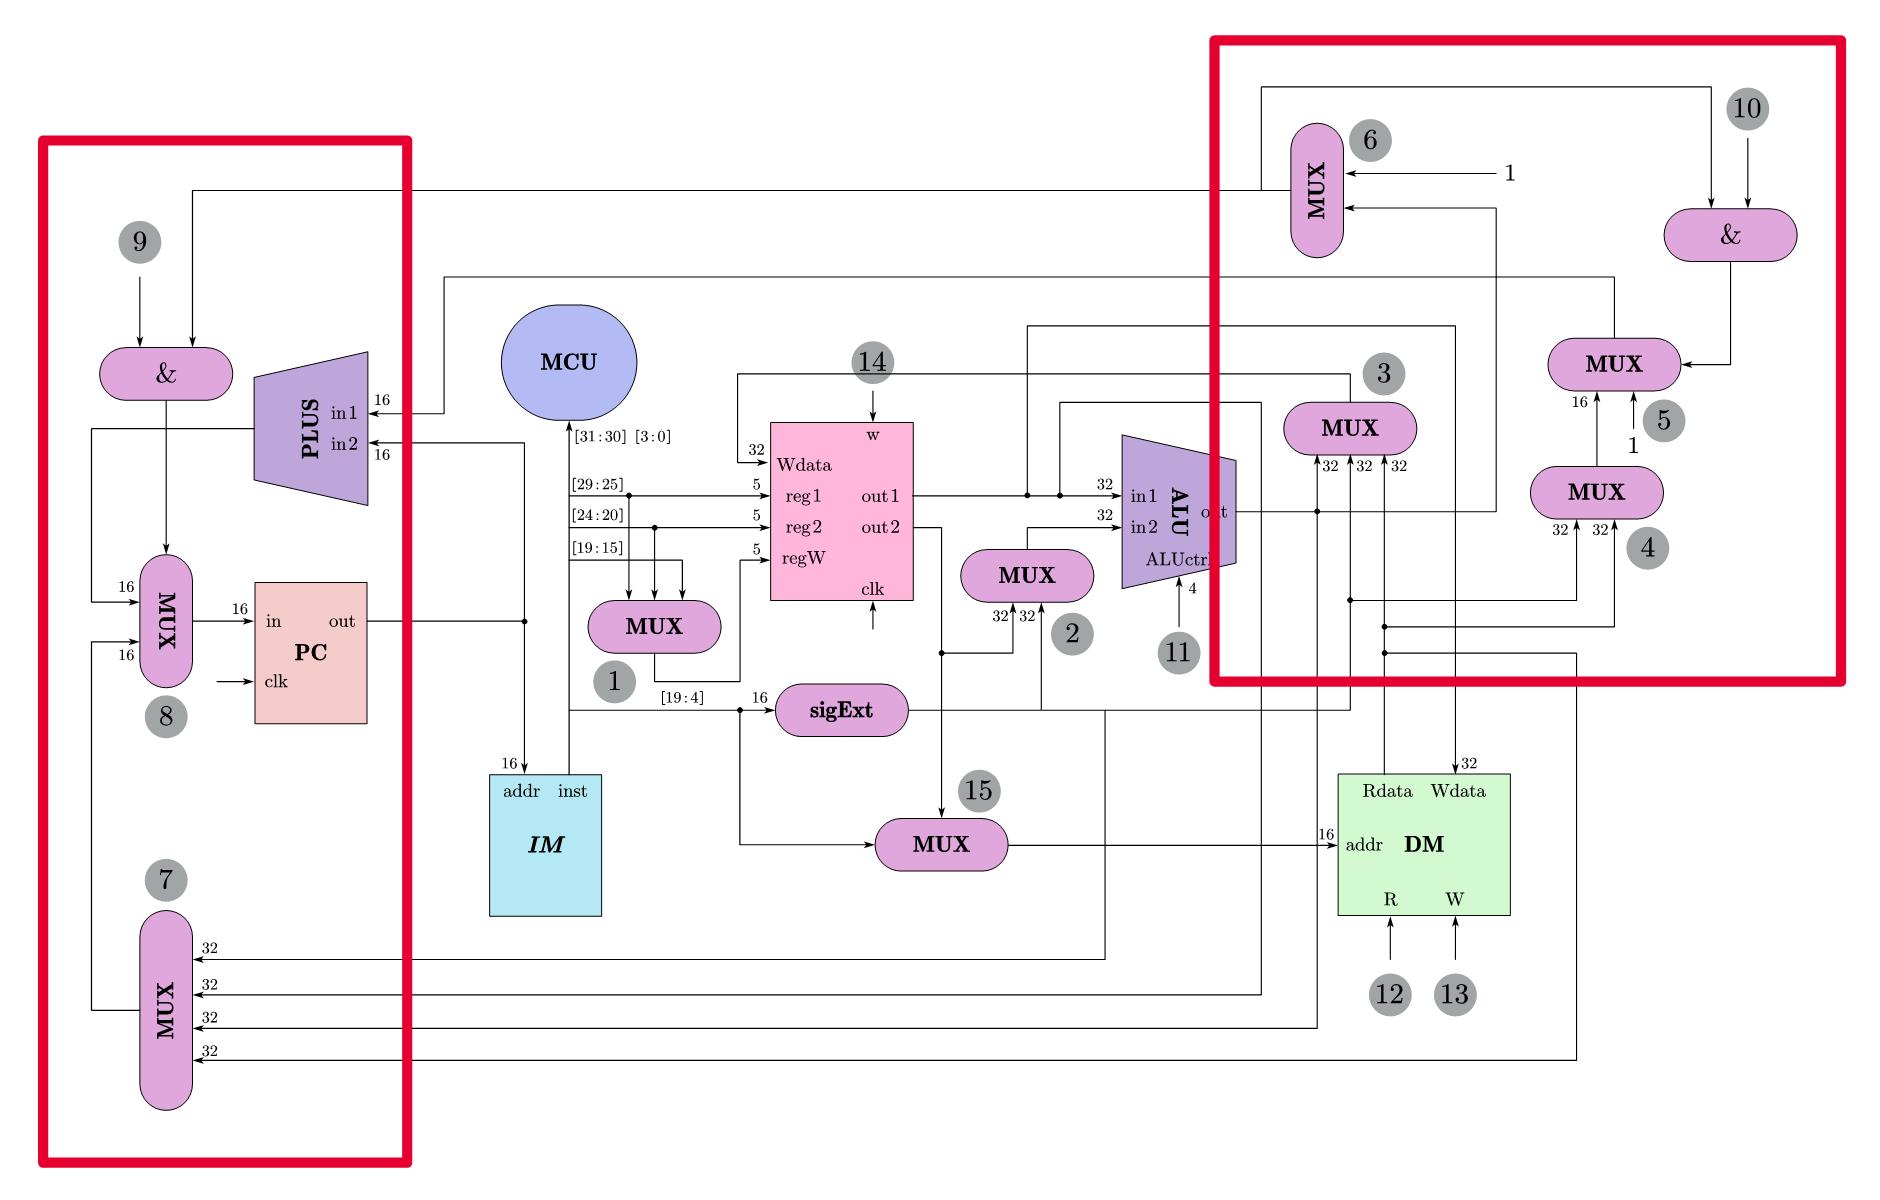 10
6
MUX
1
9
&
&
MCU
14
3
MUX
MUX
5
1
16
&
PLUS
in1
in2
16
16
[31:30] [3:0]
w
32
Wdata
MUX
32
32
32
[29:25]
5
reg1
out1
32
in1
ALU
out
MUX
[24:20]
5
reg2
out2
32
in2
32
32
4
[19:15]
5
regW
ALUctrl
4
clk
MUX
32
32
2
11
16
MUX
16
16
in
out
PC
clk
8
MUX
1
[19:4]
16
sigExt
16
addr
inst
IM
15
MUX
32
Rdata
Wdata
16
addr
DM
R
W
12
13
7
MUX
32
32
32
32